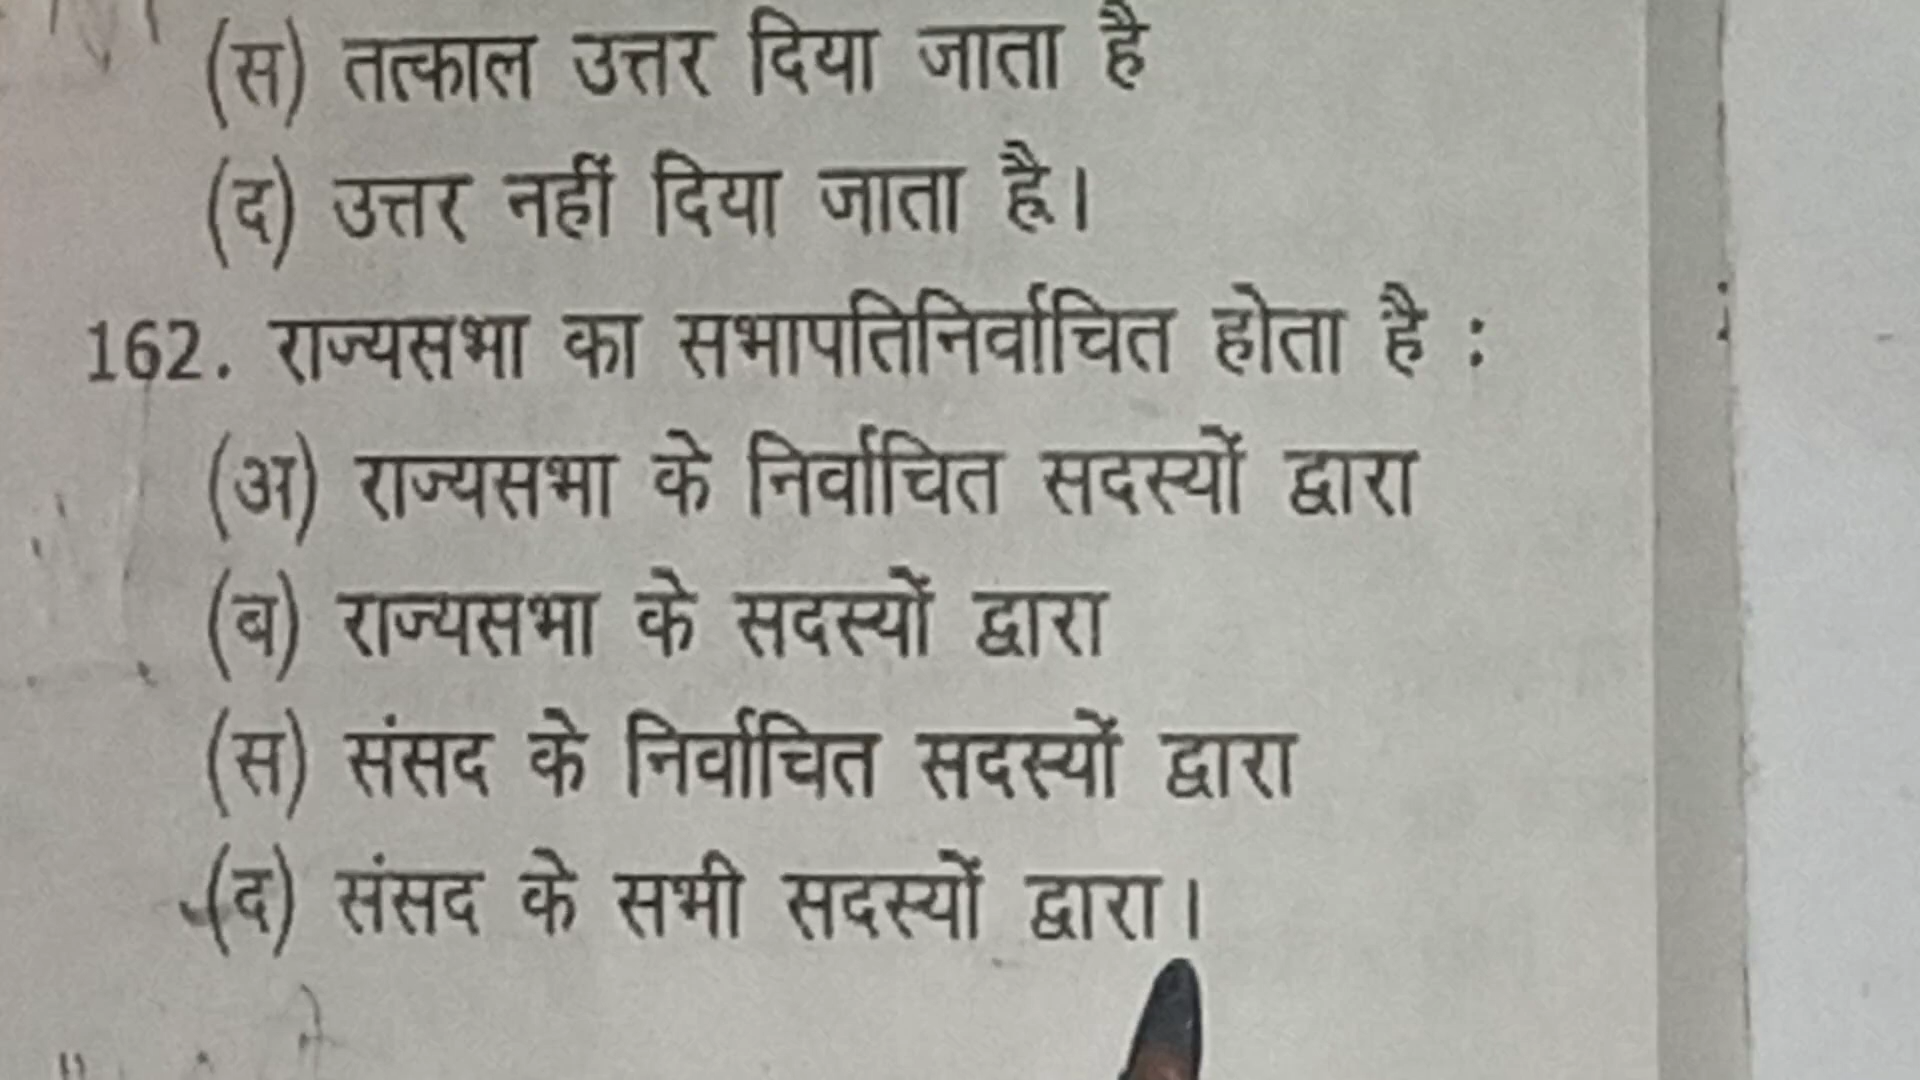 (स) तत्काल उत्तर दिया जाता है
(द) उत्तर नहीं दिया जाता है।
162. राज्यसभा का सभापतिनिर्वाचित होता है :
(अ) राज्यसभा के निर्वाचित सदस्यों द्वारा
(ब) राज्यसभा के सदस्यों द्वारा
(स) संसद के निर्वाचित सदस्यों द्वारा
(द) संसद के सभी सदस्यों द्वारा।